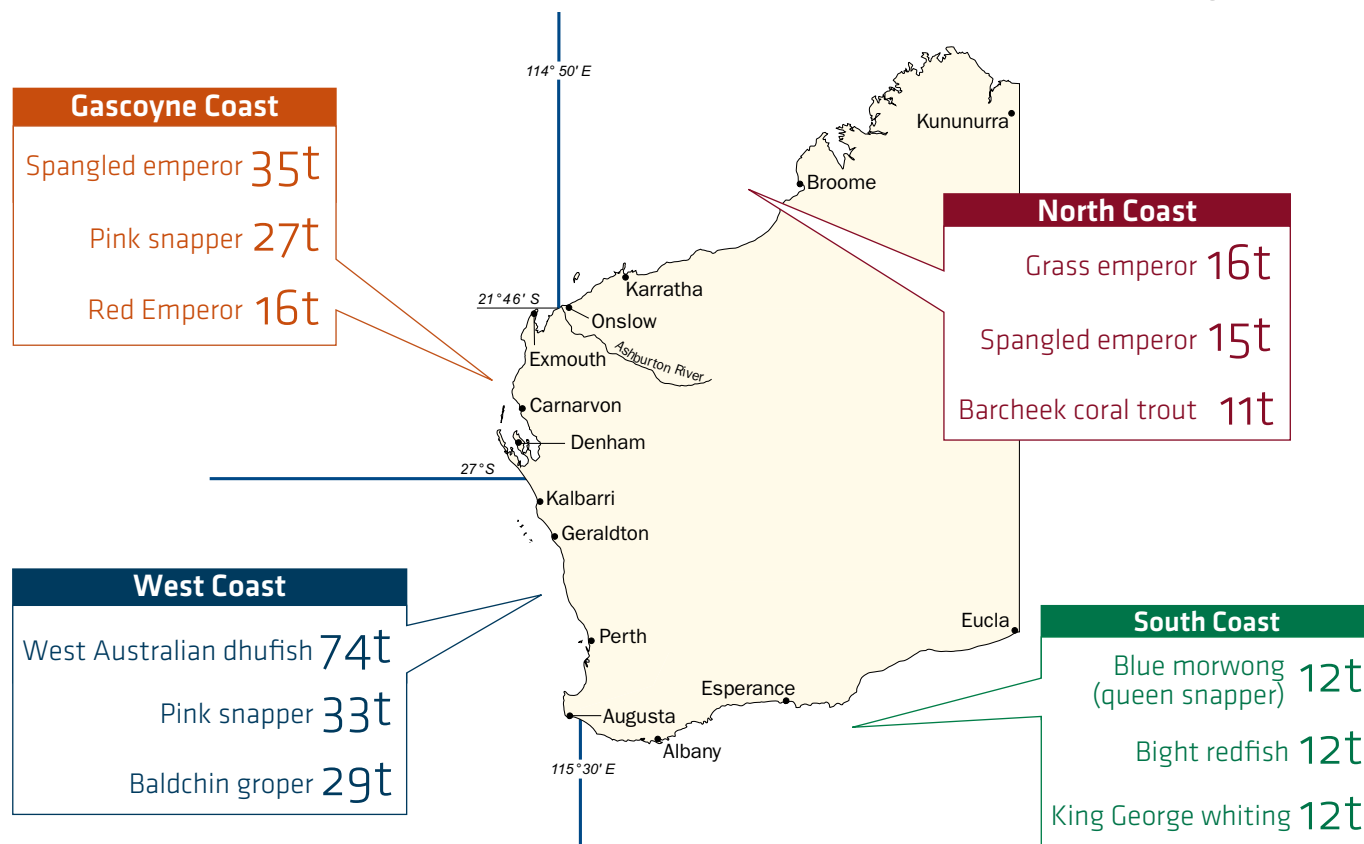 114° 50' E
Gascoyne Coast
Spangled emperor 35t
Pink snapper 27t
Red Emperor 16t
Kununurra
Broome
North Coast
Grass emperor 16t
Spangled emperor 15t
Barcheek coral trout 11t
Karratha
21°46' S
Onslow
Exmouth
Ashburton River
Carnarvon
Denham
27°S
Kalbarri
Geraldton
West Coast
West Australian dhufish 74t
Pink snapper 33t
Baldchin groper 29t
Perth
Eucla
Esperance
Augusta
Albany
115°30' E
South Coast
Blue morwong
(queen snapper) 12t
Bight redfish 12t
King George whiting 12t